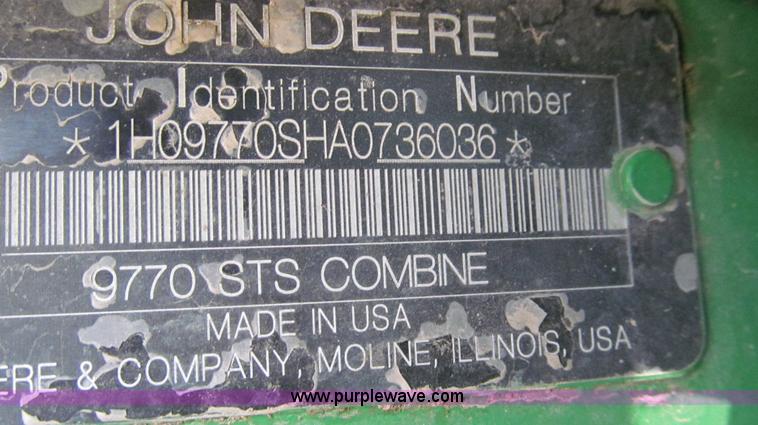 JOHN DEERE
Product Identification Number
*1H09770SHA0736036*
9770 STS COMBINE
MADE IN USA
ERE & COMPANY, MOLINE, ILLINOIS, USA
www.purplewave.com